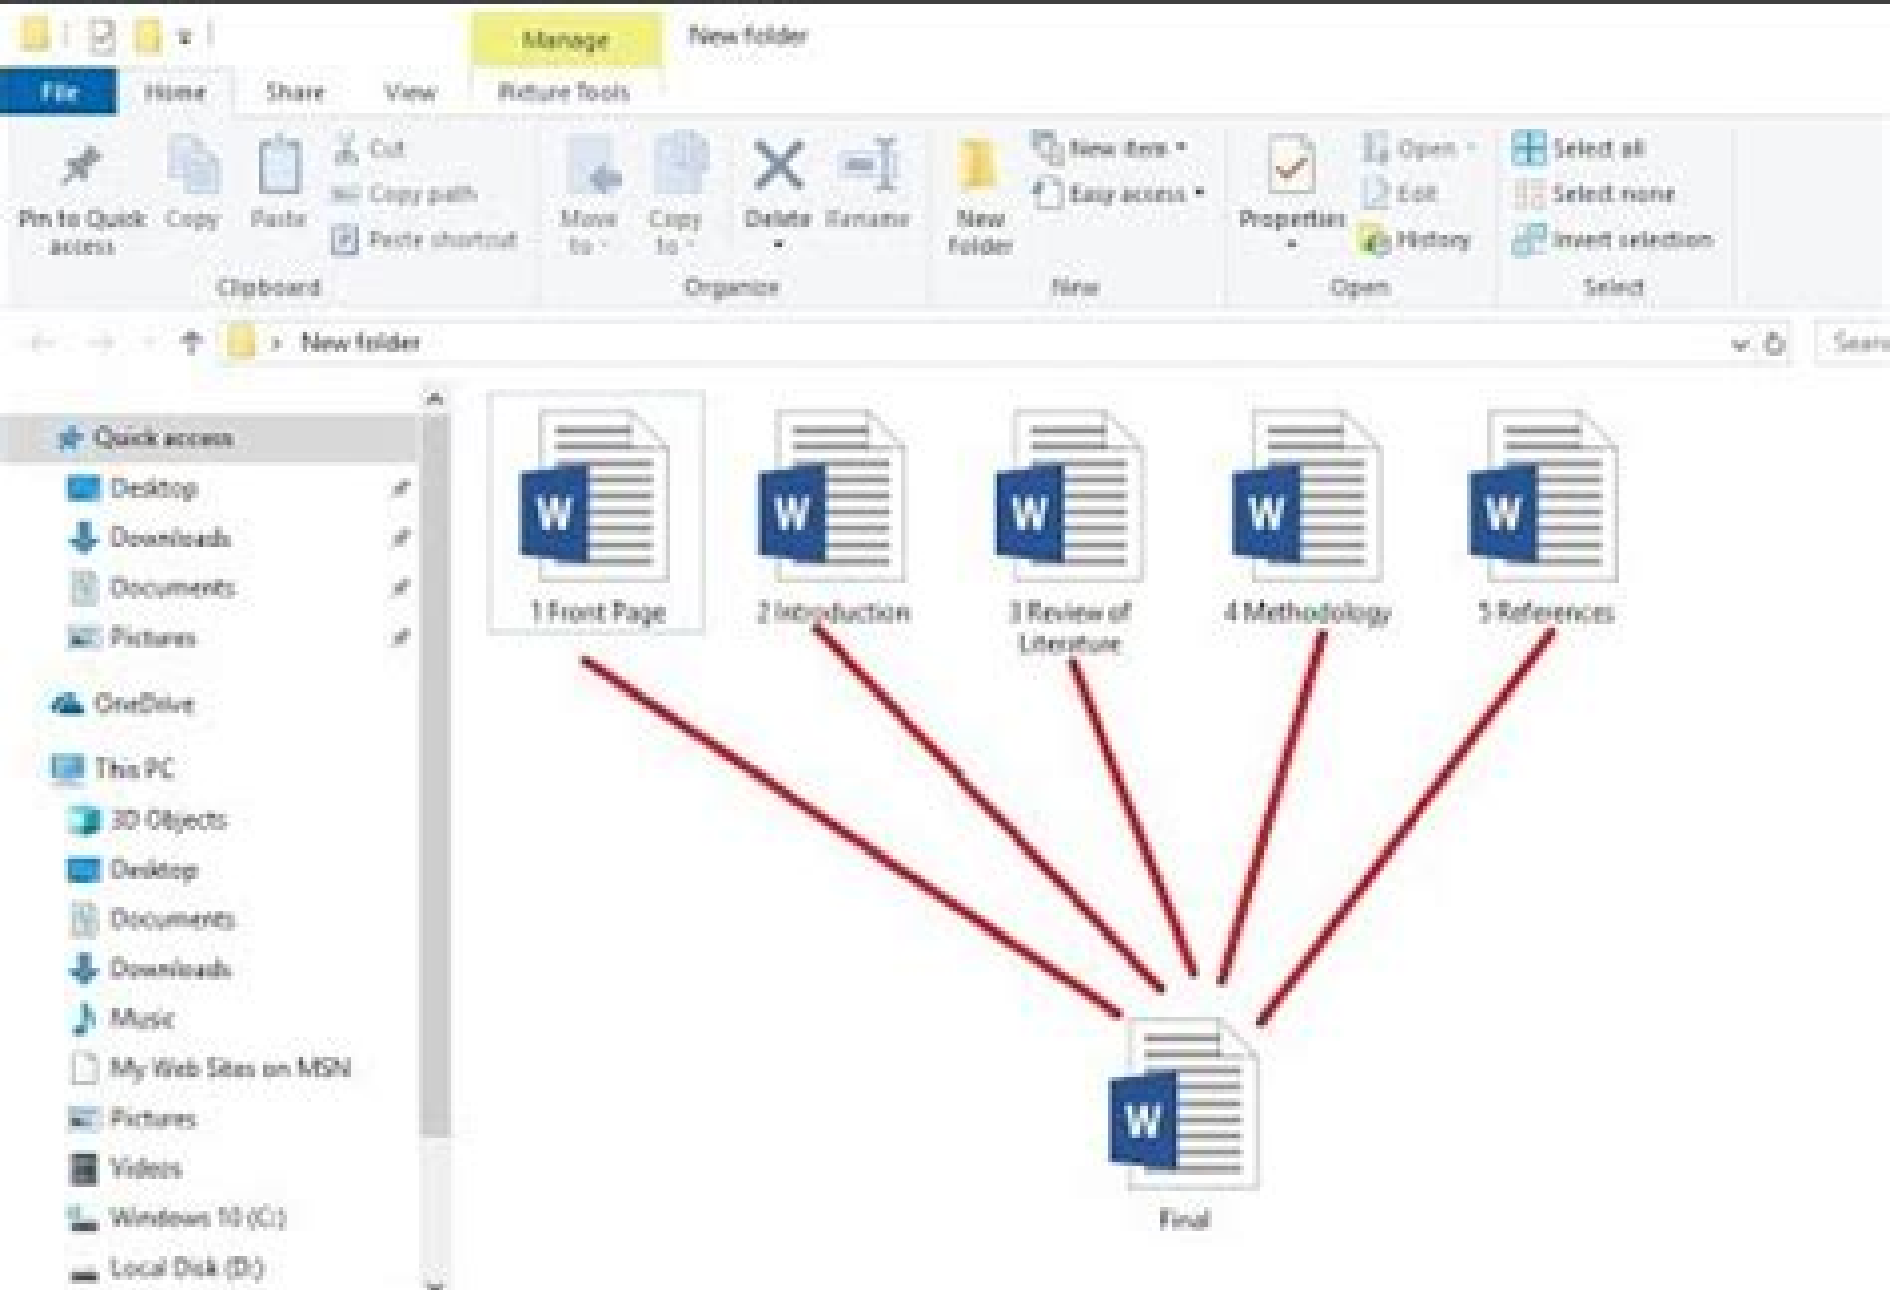 Manage New folder
File Home Share View Picture Tools
Pin to Quick access
Copy
Paste
Cut
Copy path
Paste shortcut
Clipboard
Move to
Copy to
Delete
Rename
Organize
New folder
New item
Easy access
New
Properties
Open
Edit
History
Open
Select all
Select none
Invert selection
Select
New folder
Quick access
Desktop
Downloads
Documents
Pictures
OneDrive
This PC
3D Objects
Desktop
Documents
Downloads
Music
My Web Sites on MSN
Pictures
Videos
Windows 10 (C:)
Local Disk (D:)
W
W
W
W
W
1 Front Page
2 Introduction
3 Review of
Literature
4 Methodology
5 References
W
Final